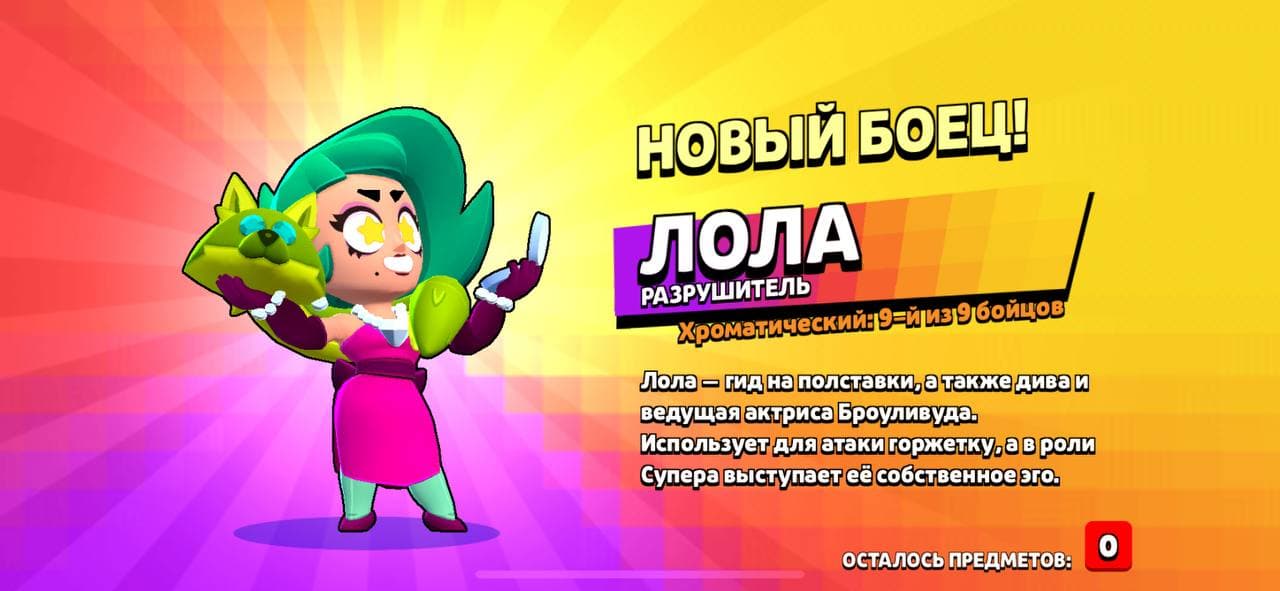 НОВЫЙ БОЕЦ!
ЛОЛА
РАЗРУШИТЕЛЬ
Хроматический: 9-й из 9 бойцов
Лола — гид на полставки, а также дива и
ведущая актриса Броуливуда.
Использует для атаки горжетку, а в роли
Супера выступает её собственное эго.
ОСТАЛОСЬ ПРЕДМЕТОВ: 0